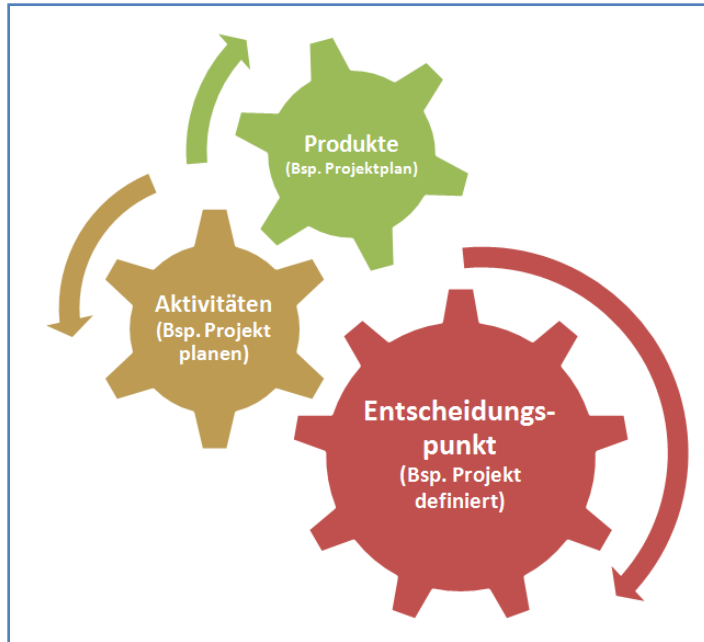 Produkte
(Bsp. Projektplan)
Aktivitäten
(Bsp. Projekt
planen)
Entscheidungs-
punkt
(Bsp. Projekt
definiert)